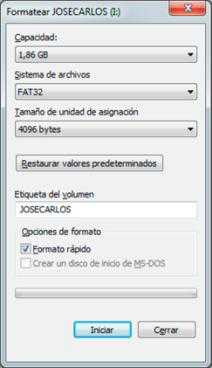 Formatear JOSECARLOS (I:)
Capacidad:
1,86 GB
Sistema de archivos
FAT32
Tamaño de unidad de asignación
4096 bytes
Restaurar valores predeterminados
Etiqueta del volumen
JOSECARLOS
Opciones de formato
Formato rápido
Crear un disco de inicio de MS-DOS
Iniciar
Cerrar